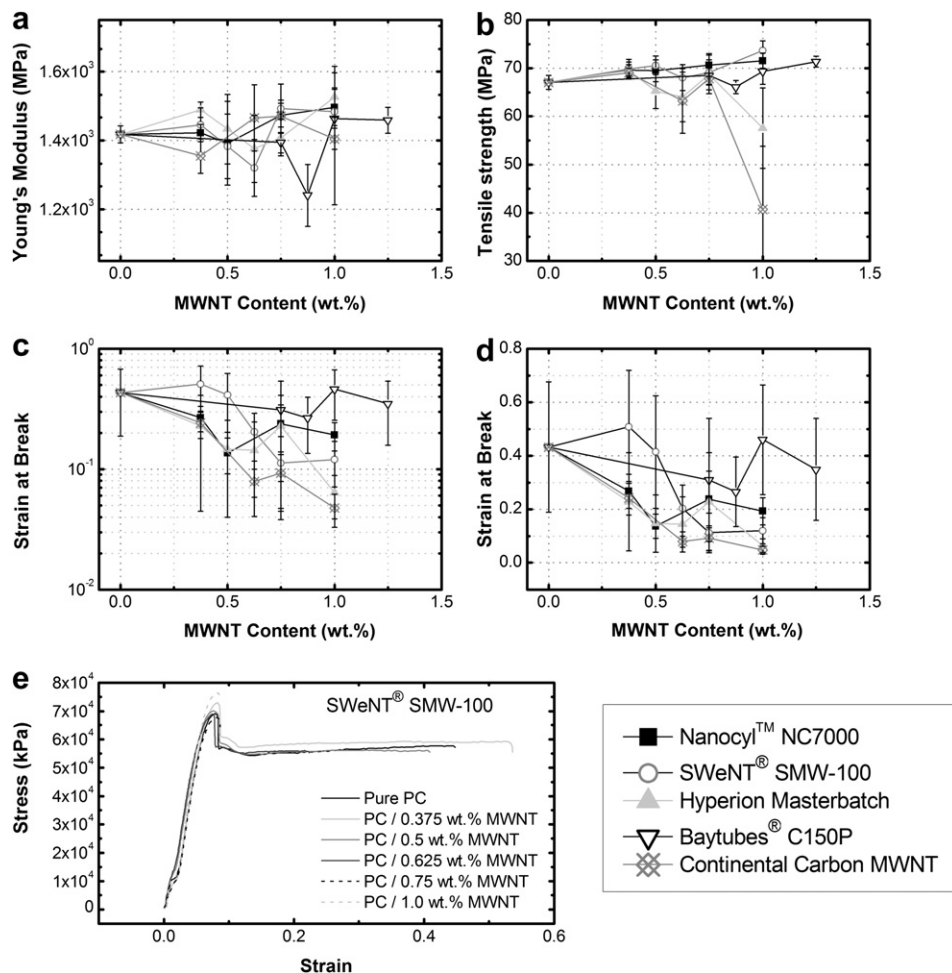 a
Young's Modulus (MPa)
1.6x10³
1.4x10³
1.2x10³
0.0 0.5 1.0 1.5
MWNT Content (wt.%)
b
Tensile strength (MPa)
80
70
60
50
40
30
0.0 0.5 1.0 1.5
MWNT Content (wt.%)
c
Strain at Break
10⁰
10⁻¹
10⁻²
0.0 0.5 1.0 1.5
MWNT Content (wt.%)
d
Strain at Break
0.8
0.6
0.4
0.2
0.0
0.0 0.5 1.0 1.5
MWNT Content (wt.%)
e
Stress (kPa)
8x10⁴
7x10⁴
6x10⁴
5x10⁴
4x10⁴
3x10⁴
2x10⁴
1x10⁴
0
0.0 0.2 0.4 0.6
Strain
SWeNT® SMW-100
Pure PC
PC / 0.375 wt.% MWNT
PC / 0.5 wt.% MWNT
PC / 0.625 wt.% MWNT
PC / 0.75 wt.% MWNT
PC / 1.0 wt.% MWNT
Nanocyl™ NC7000
SWeNT® SMW-100
Hyperion Masterbatch
Baytubes® C150P
Continental Carbon MWNT